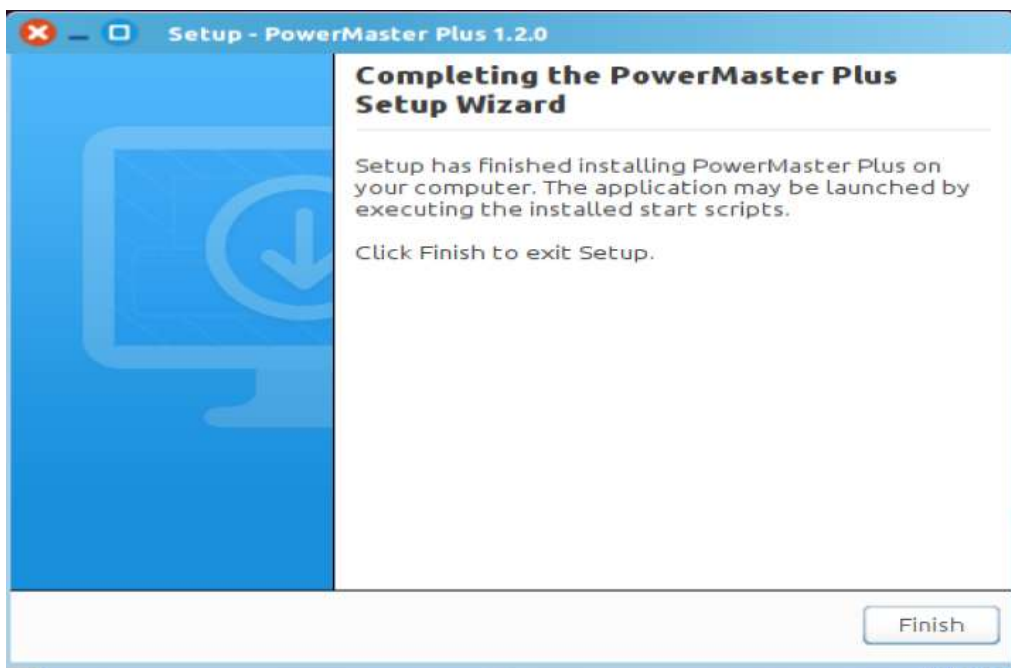 Setup - PowerMaster Plus 1.2.0
Completing the PowerMaster Plus
Setup Wizard
Setup has finished installing PowerMaster Plus on
your computer. The application may be launched by
executing the installed start scripts.
Click Finish to exit Setup.
Finish